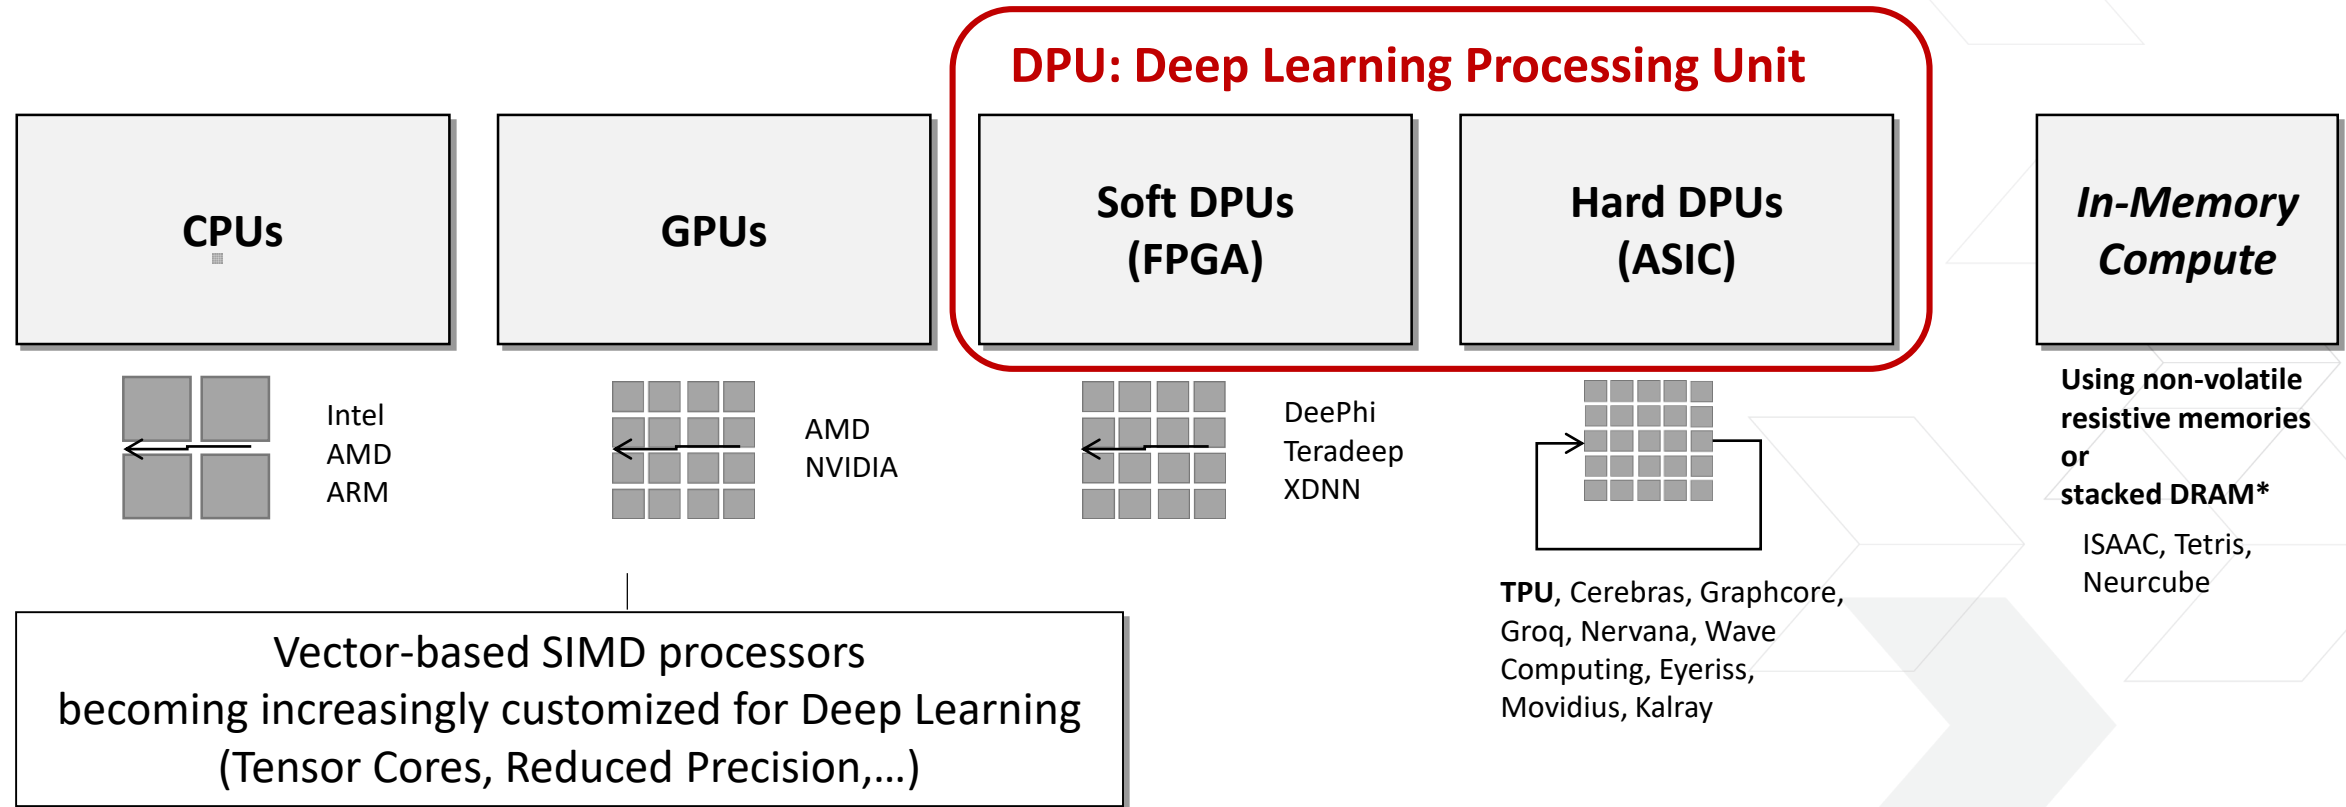 DPU: Deep Learning Processing Unit
CPUs
GPUs
Soft DPUs
(FPGA)
Hard DPUs
(ASIC)
In-Memory
Compute
Intel
AMD
ARM
AMD
NVIDIA
DeePhi
Teradeep
XDNN
TPU, Cerebras, Graphcore,
Groq, Nervana, Wave
Computing, Eyeriss,
Movidius, Kalray
Using non-volatile
resistive memories
or
stacked DRAM*
ISAAC, Tetris,
Neurcube
Vector-based SIMD processors
becoming increasingly customized for Deep Learning
(Tensor Cores, Reduced Precision,...)